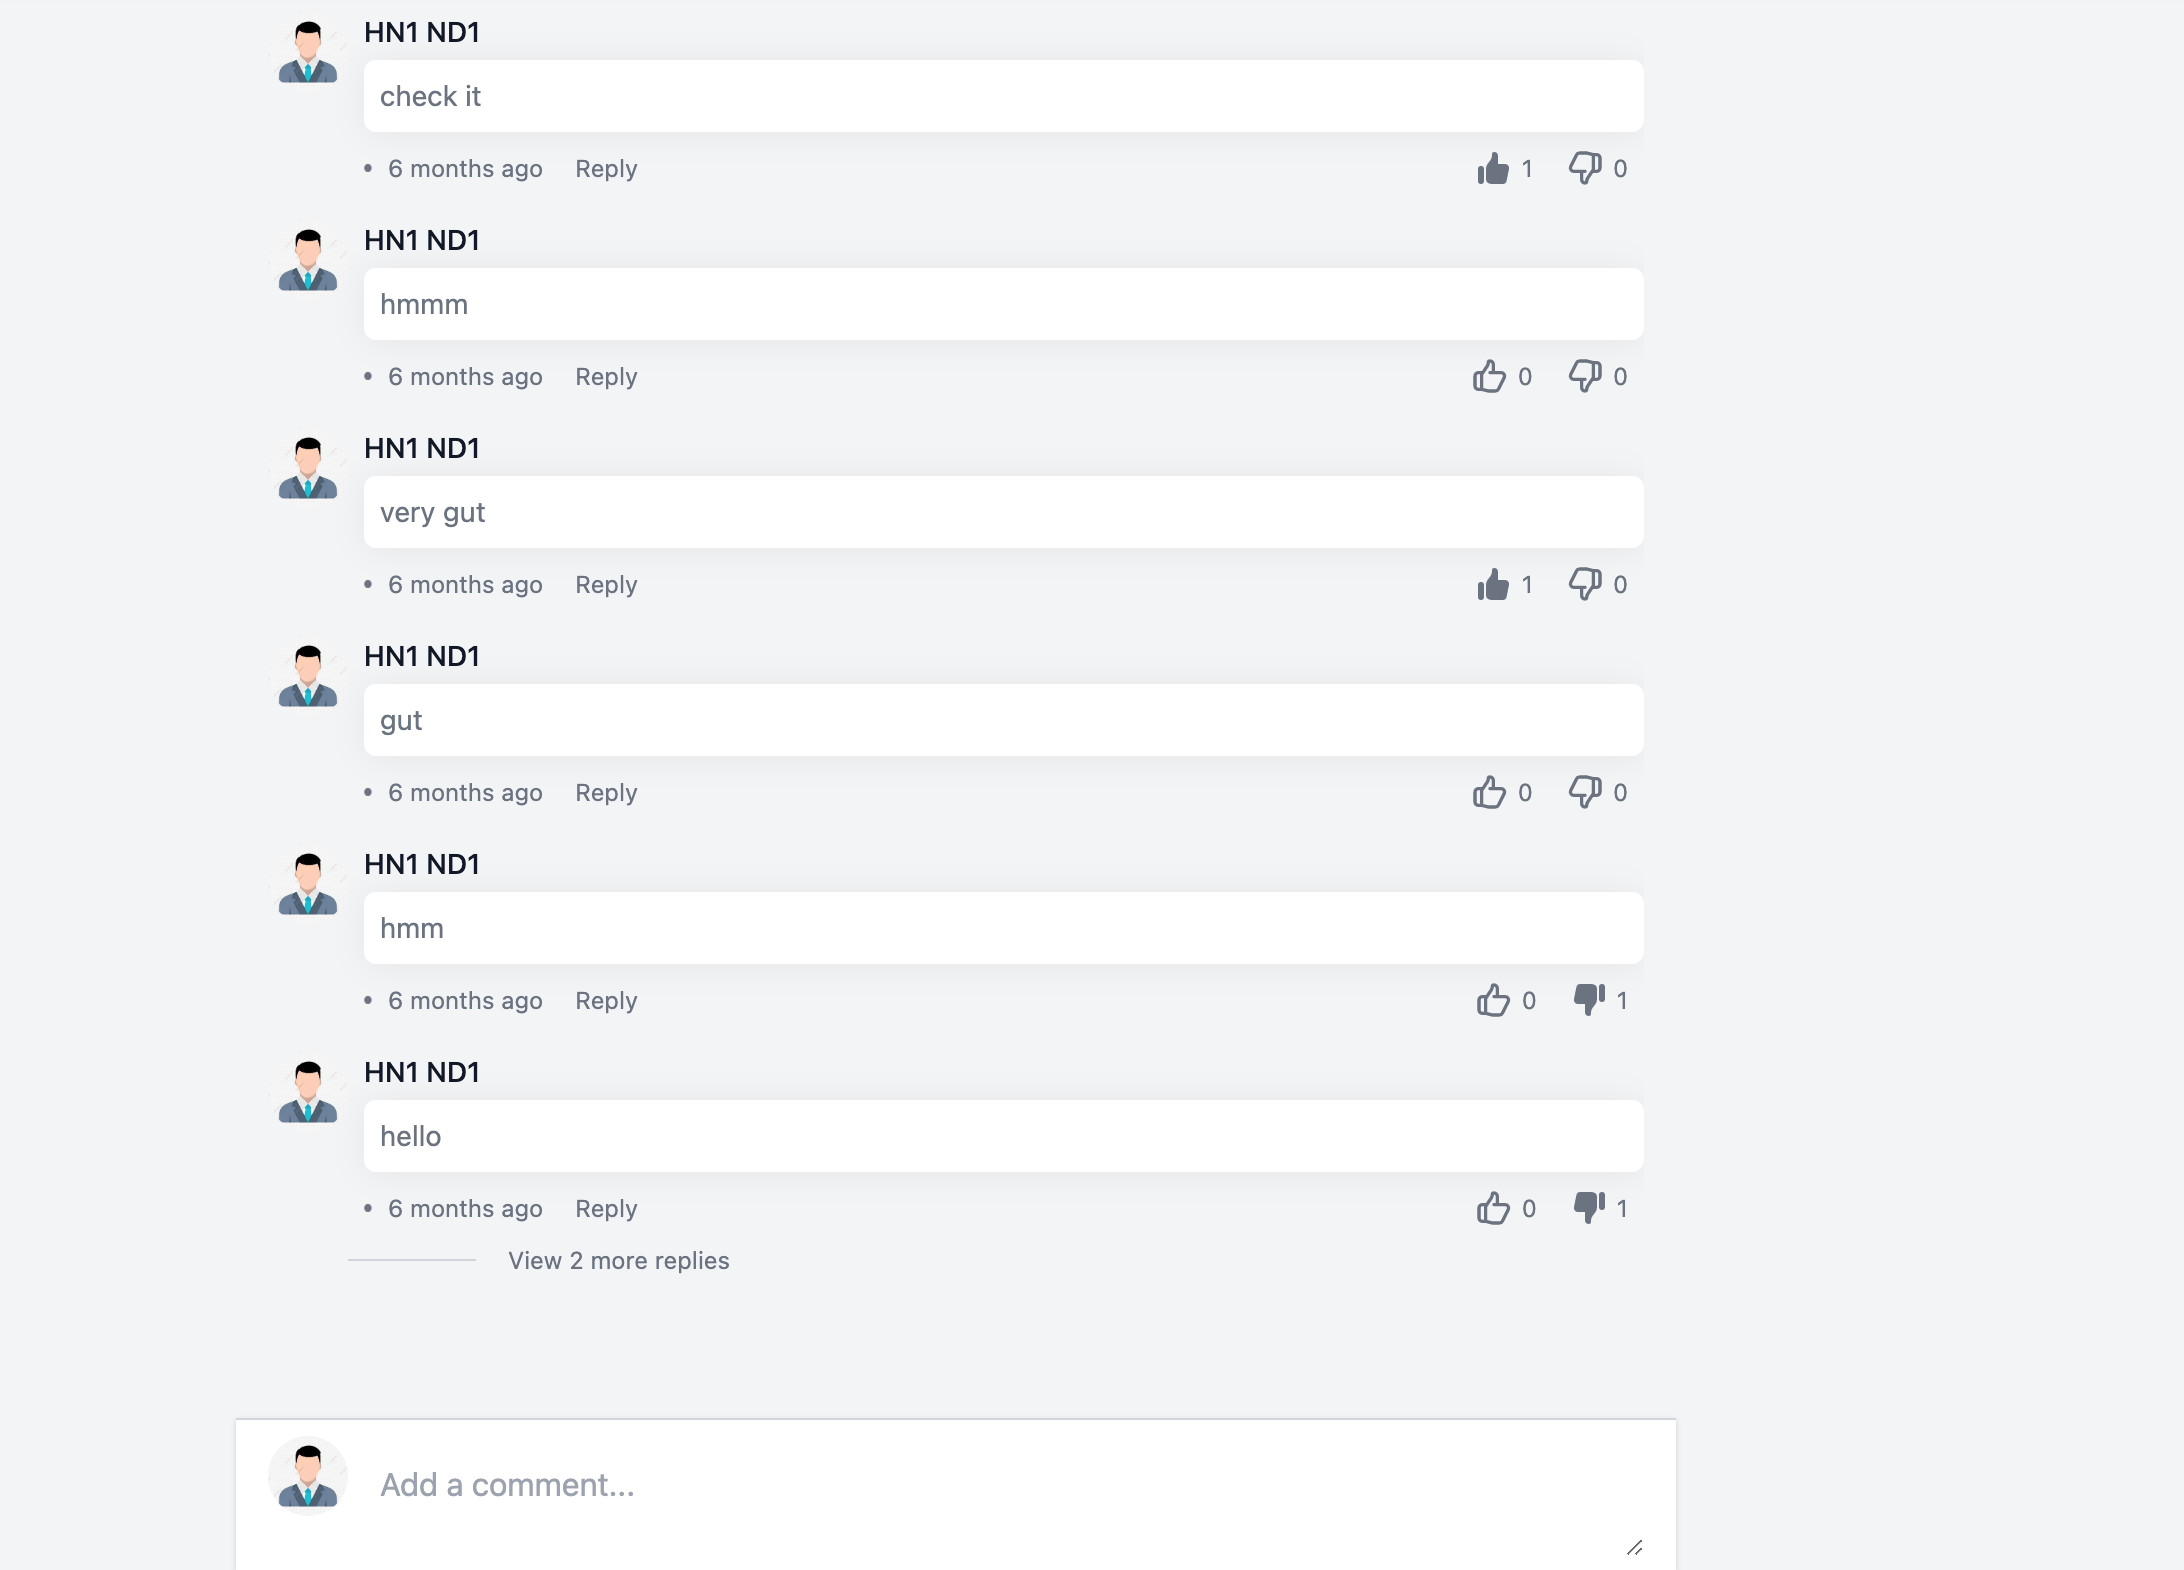 HN1 ND1
check it
• 6 months ago Reply 1 0
HN1 ND1
hmmm
• 6 months ago Reply 0 0
HN1 ND1
very gut
• 6 months ago Reply 1 0
HN1 ND1
gut
• 6 months ago Reply 0 0
HN1 ND1
hmm
• 6 months ago Reply 0 1
HN1 ND1
hello
• 6 months ago Reply 0 1
View 2 more replies
Add a comment...